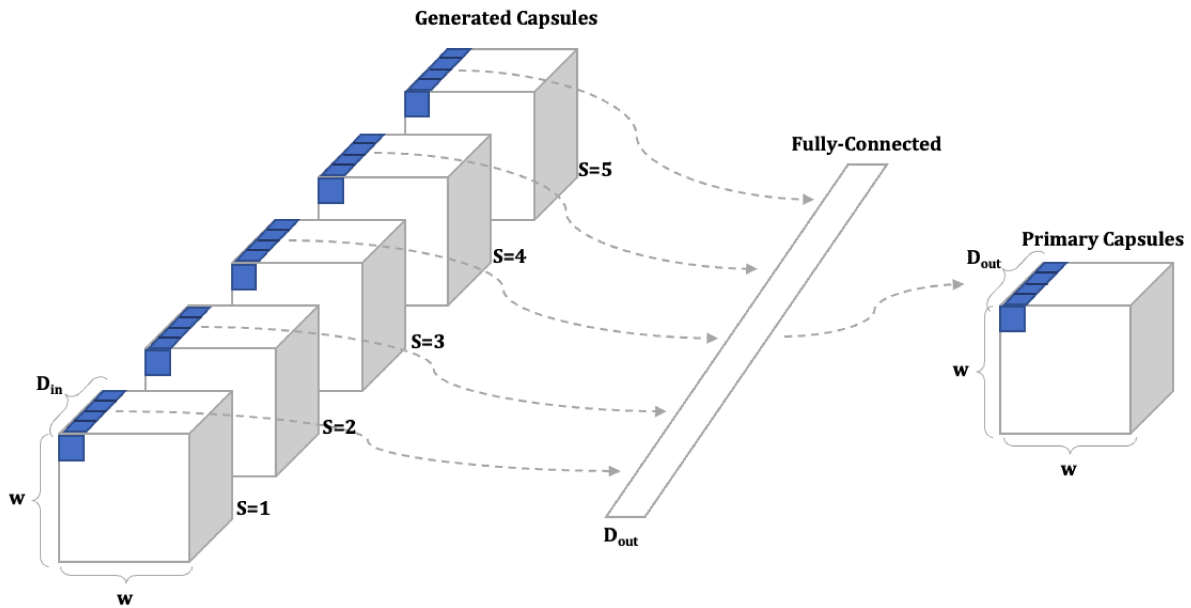 Generated Capsules
S=5
Fully-Connected
S=4
Primary Capsules
Dout
S=3
w
Din
S=2
w
w
S=1
Dout
w